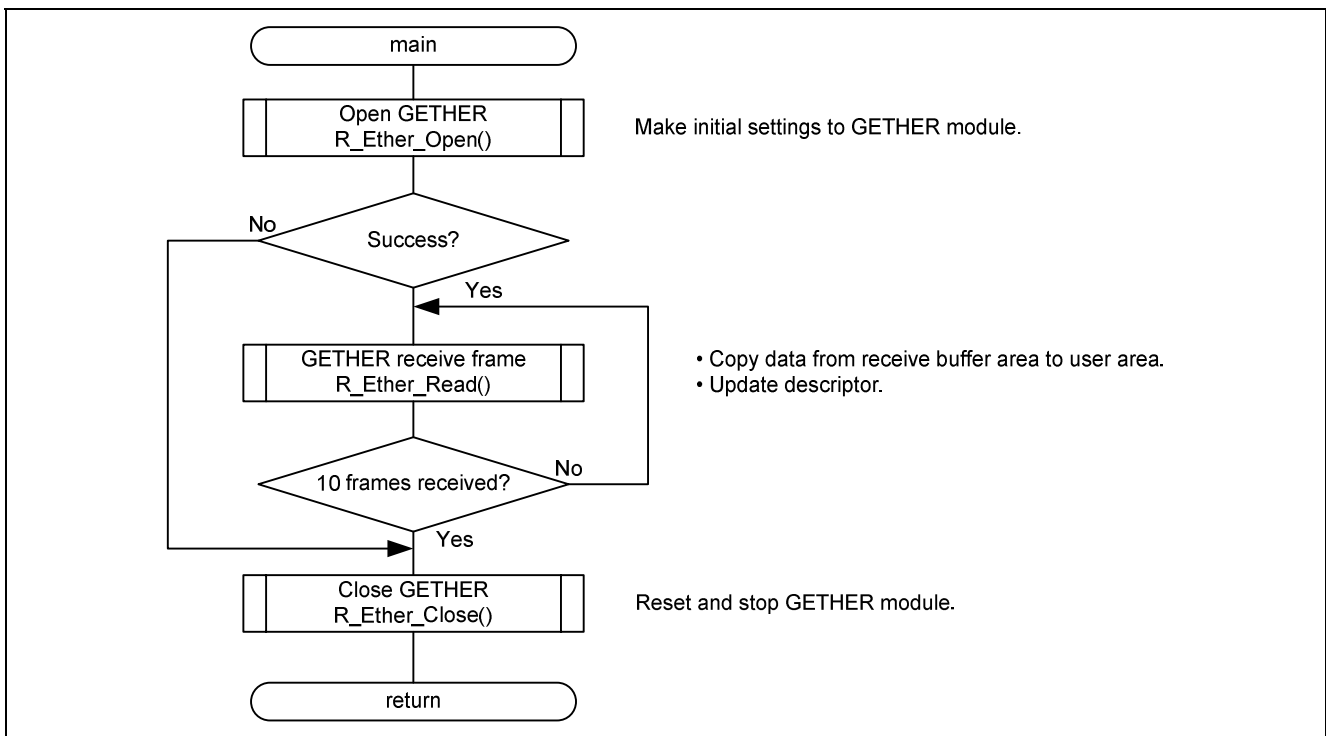 main
Open GETHER
R_Ether_Open()
Make initial settings to GETHER module.
No
Success?
Yes
GETHER receive frame
R_Ether_Read()
• Copy data from receive buffer area to user area.
• Update descriptor.
10 frames received?
No
Yes
Close GETHER
R_Ether_Close()
Reset and stop GETHER module.
return